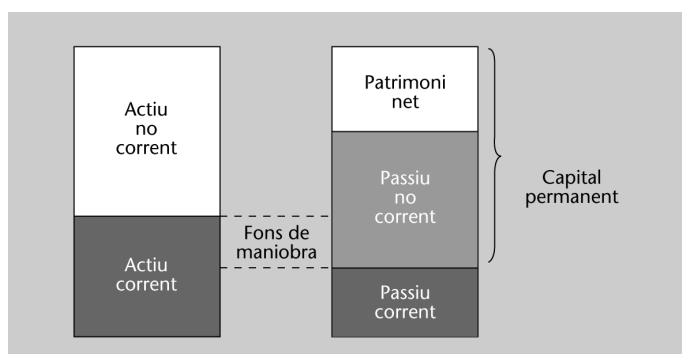 Actiu
no
corrent
Actiu
corrent
Fons de
maniobra
Patrimoni
net
Passiu
no
corrent
Passiu
corrent
Capital
permanent